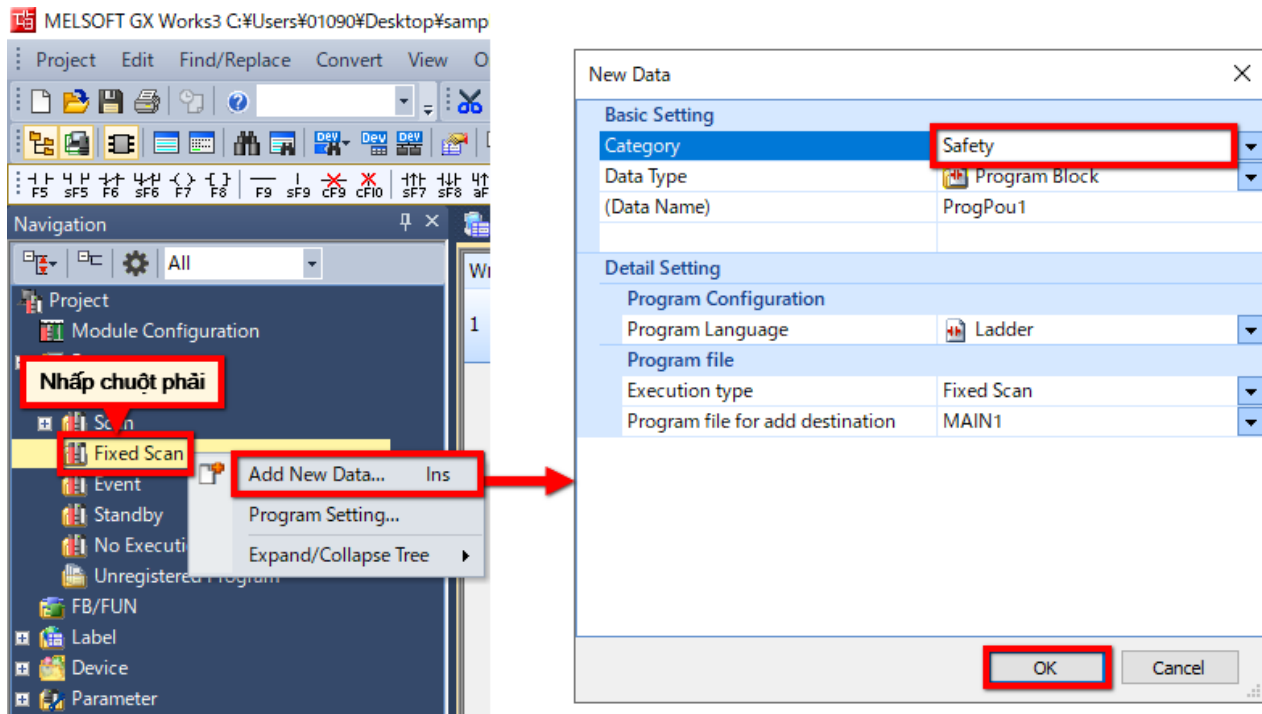 MELSOFT GX Works3 C:¥Users¥01090¥Desktop¥samp
Project Edit Find/Replace Convert View O
F5 sF5 F6 sF6 F7 F8 F9 sF9 cF9 cF10 sF7 sF8 aF
Navigation
All
Project
Module Configuration
Nhấp chuột phải
Fixed Scan
Event
Standby
No Executi
Unregistered Program
FB/FUN
Label
Device
Parameter
Add New Data... Ins
Program Setting...
Expand/Collapse Tree
1
New Data
Basic Setting
Category Safety
Data Type Program Block
(Data Name) ProgPou1
Detail Setting
Program Configuration
Program Language Ladder
Program file
Execution type Fixed Scan
Program file for add destination MAIN1
OK Cancel